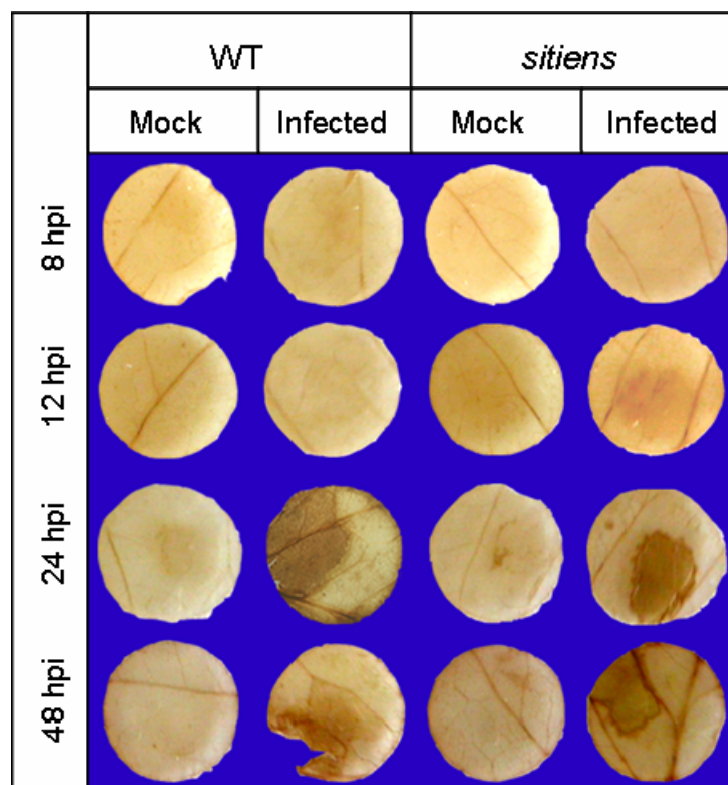 WT
sitiens
Mock
Infected
Mock
Infected
8 hpi
12 hpi
24 hpi
48 hpi